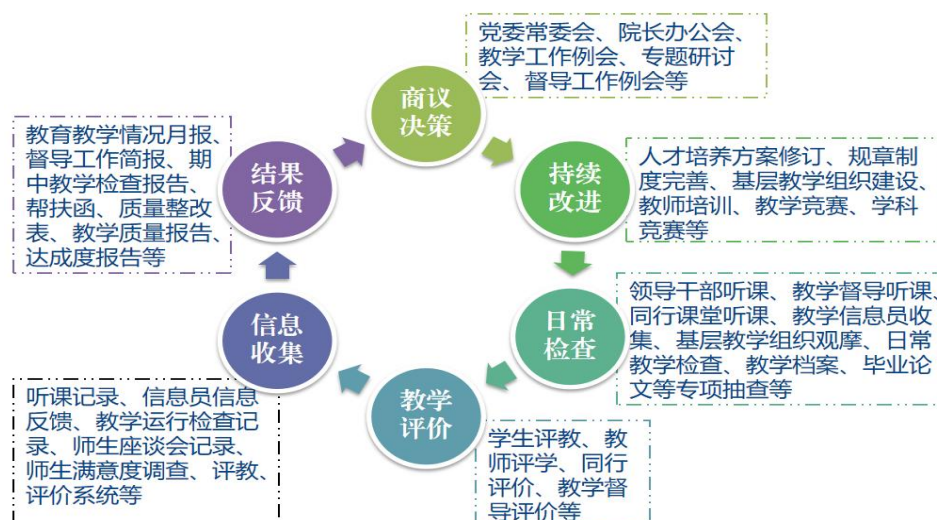 党委常委会、院长办公会、
教学工作例会、专题研讨
会、督导工作例会等
商议
决策
教育教学情况月报、
督导工作简报、期
中教学检查报告、
帮扶函、质量整改
表、教学质量报告、
达成度报告等
结果
反馈
持续
改进
人才培养方案修订、规章制
度完善、基层教学组织建设、
教师培训、教学竞赛、学科
竞赛等
信息
收集
日常
检查
领导干部听课、教学督导听课、
同行课堂听课、教学信息员收
集、基层教学组织观摩、日常
教学检查、教学档案、毕业论
文等专项抽查等
听课记录、信息员信息
反馈、教学运行检查记
录、师生座谈会记录、
师生满意度调查、评教、
评价系统等
教学
评价
学生评教、教
师评学、同行
评价、教学督
导评价等